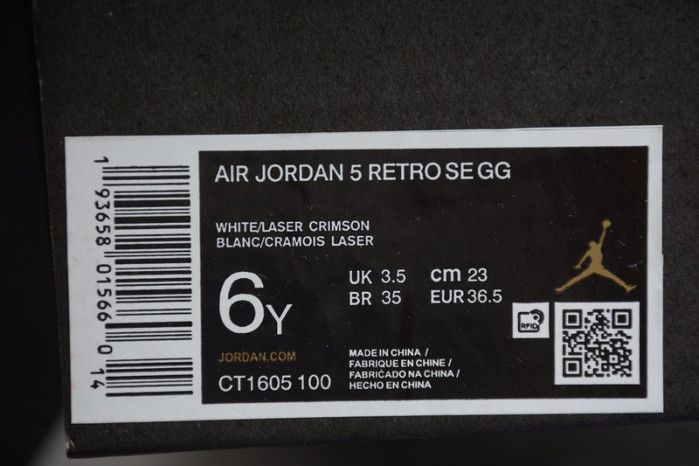 1 93658 01566 0 14
AIR JORDAN 5 RETRO SE GG
WHITE/LASER CRIMSON
BLANC/CRAMOIS LASER
6Y
UK 3.5 cm 23
BR 35 EUR 36.5
RFID
JORDAN.COM
CT1605 100
MADE IN CHINA /
FABRIQUE EN CHINE /
FABRICADO NA CHINA /
HECHO EN CHINA